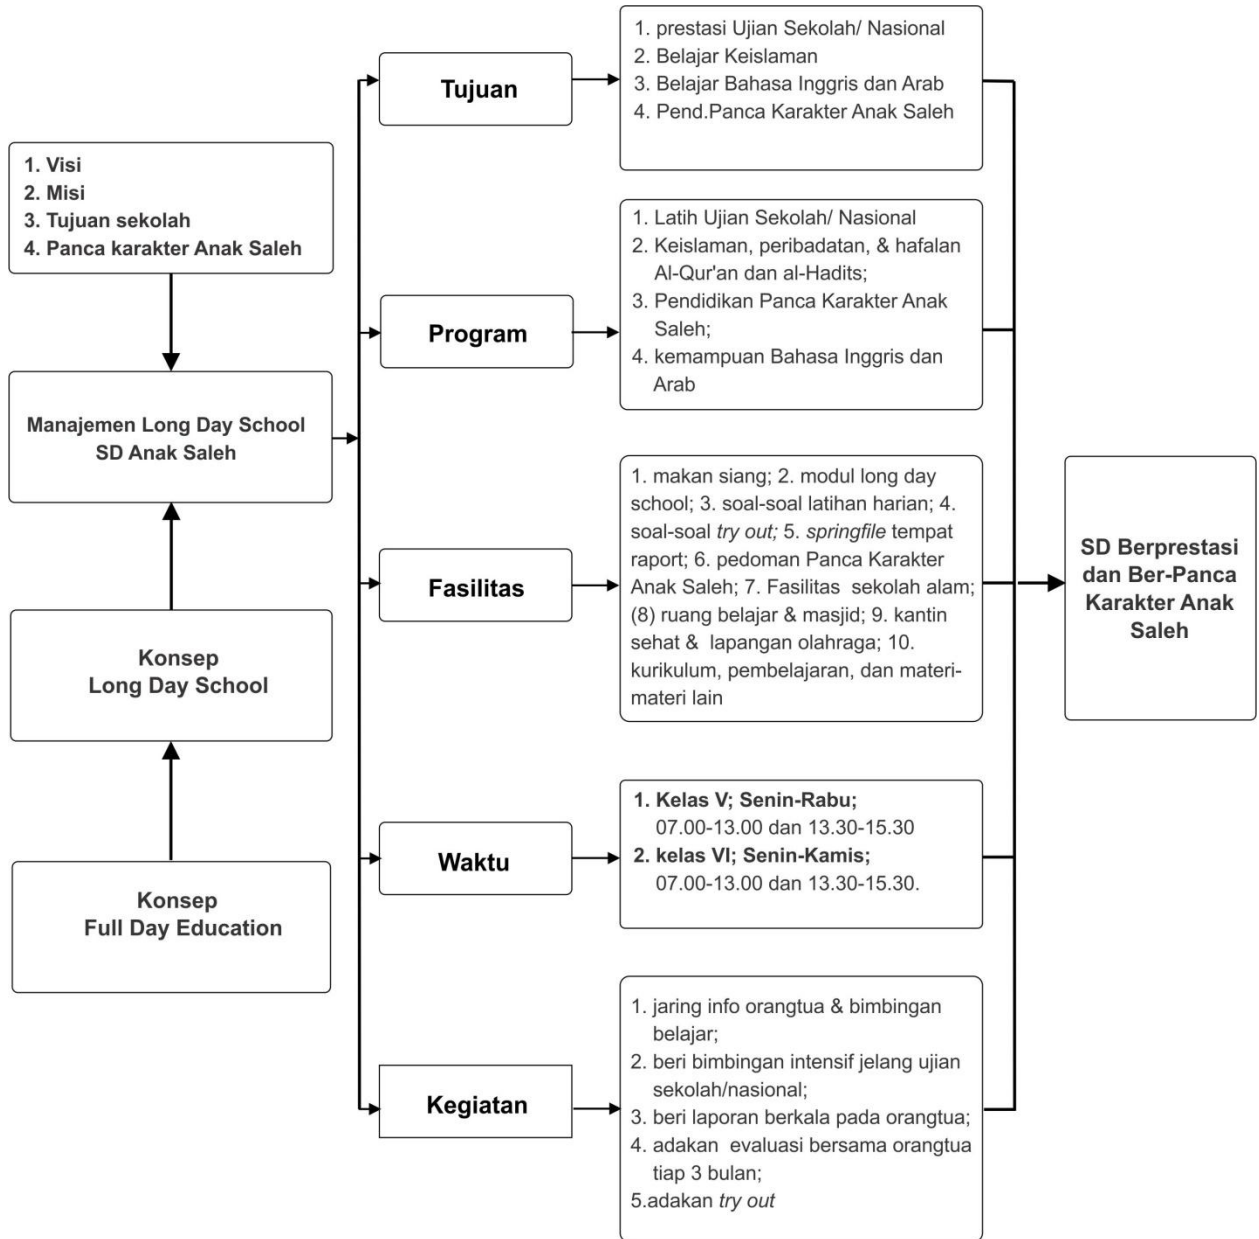 1. Visi
2. Misi
3. Tujuan sekolah
4. Panca karakter Anak Saleh
Manajemen Long Day School
SD Anak Saleh
Konsep
Long Day School
Konsep
Full Day Education
Tujuan
1. prestasi Ujian Sekolah/ Nasional
2. Belajar Keislaman
3. Belajar Bahasa Inggris dan Arab
4. Pend.Panca Karakter Anak Saleh
Program
1. Latih Ujian Sekolah/ Nasional
2. Keislaman, peribadatan, & hafalan
Al-Qur'an dan al-Hadits;
3. Pendidikan Panca Karakter Anak
Saleh;
4. kemampuan Bahasa Inggris dan
Arab
Fasilitas
1. makan siang; 2. modul long day
school; 3. soal-soal latihan harian; 4.
soal-soal try out; 5. springfile tempat
raport; 6. pedoman Panca Karakter
Anak Saleh; 7. Fasilitas sekolah alam;
(8) ruang belajar & masjid; 9. kantin
sehat & lapangan olahraga; 10.
kurikulum, pembelajaran, dan materi-
materi lain
Waktu
1. Kelas V; Senin-Rabu;
07.00-13.00 dan 13.30-15.30
2. kelas VI; Senin-Kamis;
07.00-13.00 dan 13.30-15.30.
Kegiatan
1. jaring info orangtua & bimbingan
belajar;
2. beri bimbingan intensif jelang ujian
sekolah/nasional;
3. beri laporan berkala pada orangtua;
4. adakan evaluasi bersama orangtua
tiap 3 bulan;
5.adakan try out
SD Berprestasi
dan Ber-Panca
Karakter Anak
Saleh